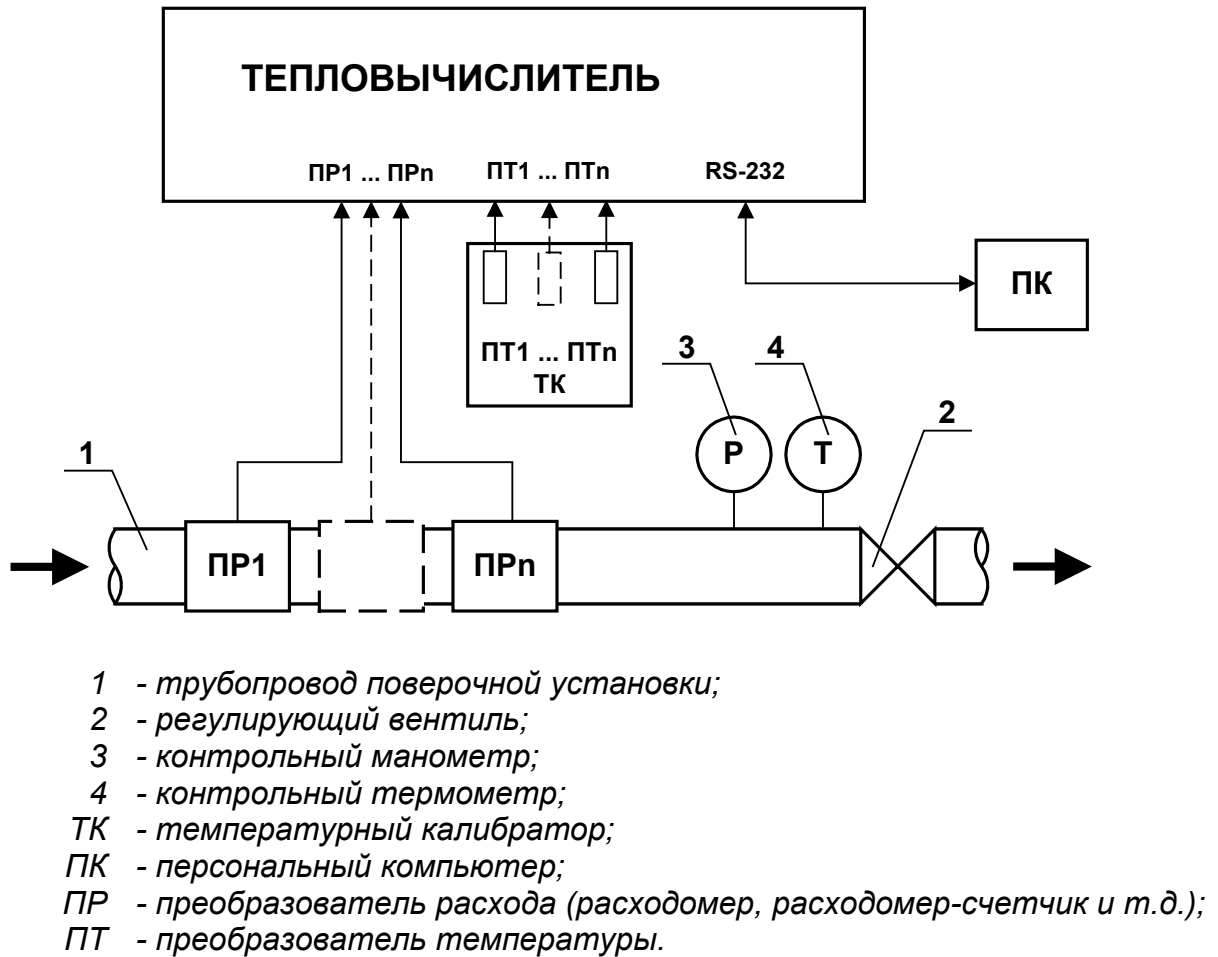 ТЕПЛОВЫЧИСЛИТЕЛЬ
ПР1 ... ПРn ПТ1 ... ПТn RS-232
ПК
ПТ1 ... ПТn
ТК
3 4
2
P T
1
ПР1 ПРn
1 - трубопровод поверочной установки;
2 - регулирующий вентиль;
3 - контрольный манометр;
4 - контрольный термометр;
ТК - температурный калибратор;
ПК - персональный компьютер;
ПР - преобразователь расхода (расходомер, расходомер-счетчик и т.д.);
ПТ - преобразователь температуры.